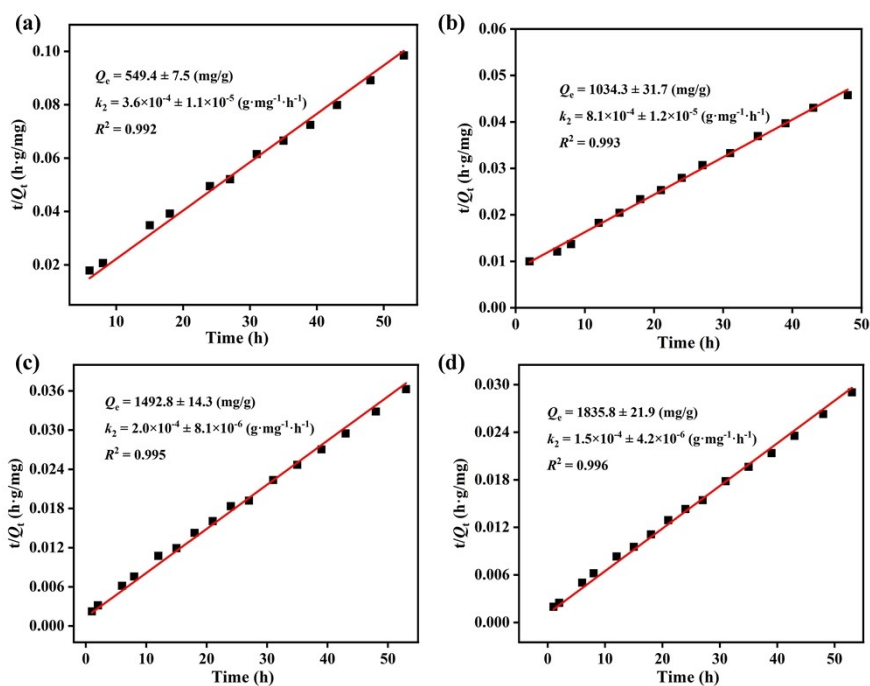 (a)
Qe = 549.4 ± 7.5 (mg/g)
k2 = 3.6×10⁻⁴ ± 1.1×10⁻⁵ (g·mg⁻¹·h⁻¹)
R² = 0.992
t/Qt (h·g/mg)
0.10
0.08
0.06
0.04
0.02
10 20 30 40 50
Time (h)
(b)
Qe = 1034.3 ± 31.7 (mg/g)
k2 = 8.1×10⁻⁴ ± 1.2×10⁻⁵ (g·mg⁻¹·h⁻¹)
R² = 0.993
t/Qt (h·g/mg)
0.06
0.05
0.04
0.03
0.02
0.01
0.00
0 10 20 30 40 50
Time (h)
(c)
Qe = 1492.8 ± 14.3 (mg/g)
k2 = 2.0×10⁻⁴ ± 8.1×10⁻⁶ (g·mg⁻¹·h⁻¹)
R² = 0.995
t/Qt (h·g/mg)
0.036
0.030
0.024
0.018
0.012
0.006
0.000
0 10 20 30 40 50
Time (h)
(d)
Qe = 1835.8 ± 21.9 (mg/g)
k2 = 1.5×10⁻⁴ ± 4.2×10⁻⁶ (g·mg⁻¹·h⁻¹)
R² = 0.996
t/Qt (h·g/mg)
0.030
0.024
0.018
0.012
0.006
0.000
0 10 20 30 40 50
Time (h)